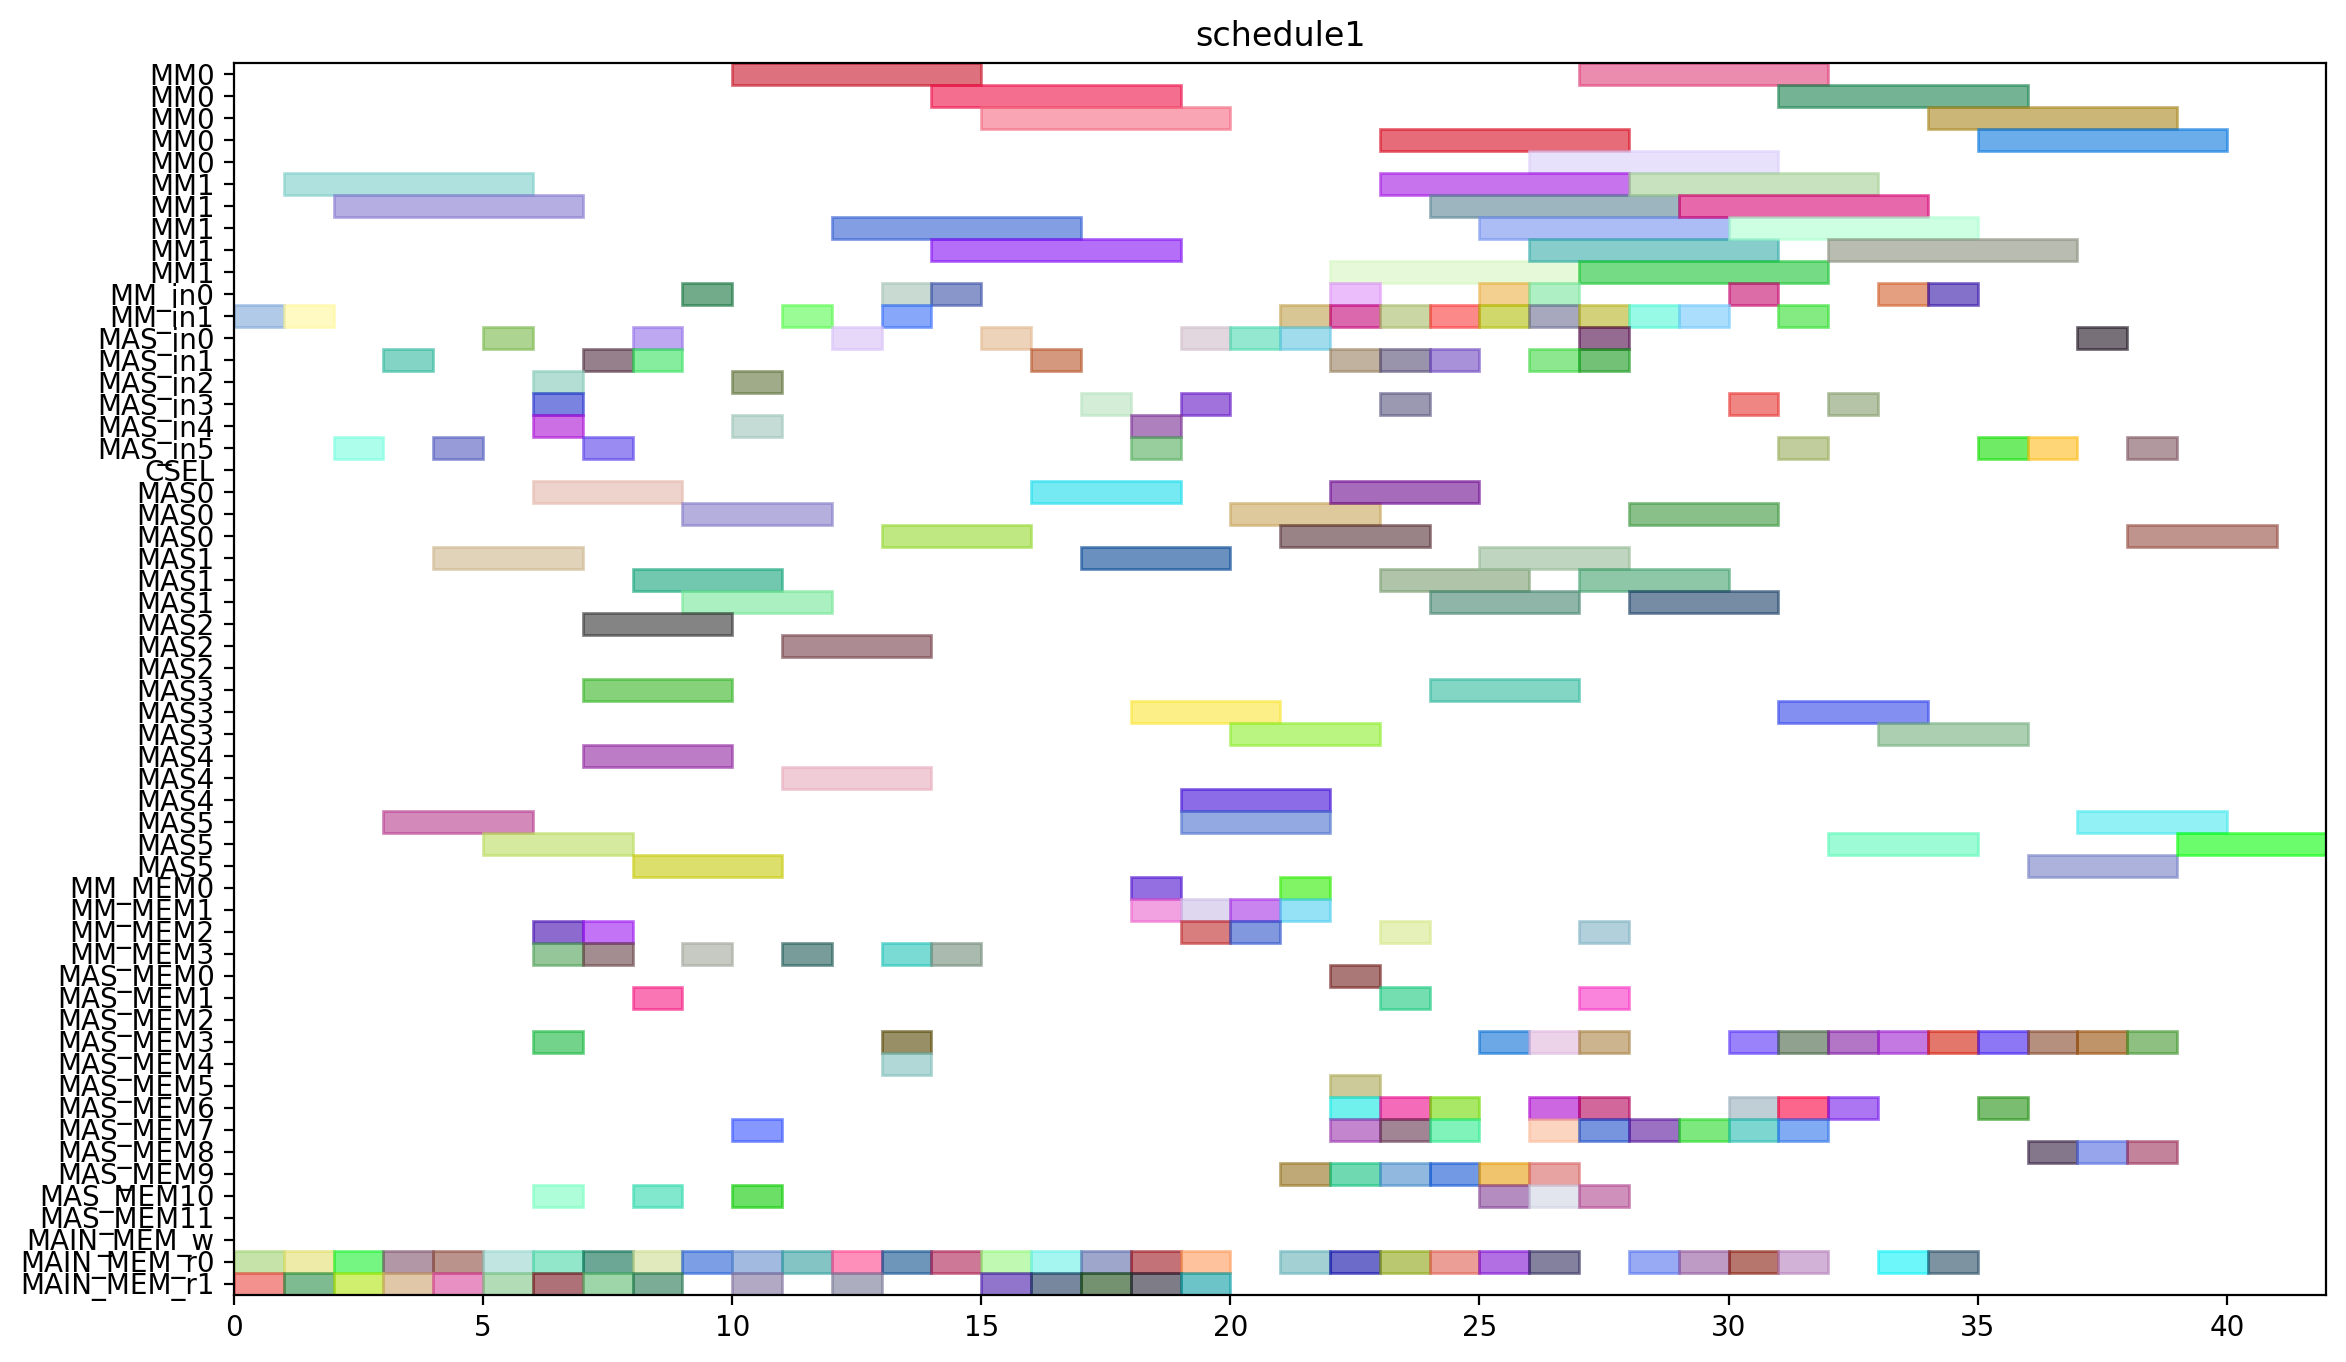 schedule1
MM0
MM0
MM0
MM0
MM0
MM1
MM1
MM1
MM1
MM1
MM_in0
MM_in1
MAS_in0
MAS_in1
MAS_in2
MAS_in3
MAS_in4
MAS_in5
CSEL
MAS0
MAS0
MAS0
MAS1
MAS1
MAS1
MAS2
MAS2
MAS2
MAS3
MAS3
MAS3
MAS4
MAS4
MAS4
MAS5
MAS5
MAS5
MM_MEM0
MM_MEM1
MM_MEM2
MM_MEM3
MAS_MEM0
MAS_MEM1
MAS_MEM2
MAS_MEM3
MAS_MEM4
MAS_MEM5
MAS_MEM6
MAS_MEM7
MAS_MEM8
MAS_MEM9
MAS_MEM10
MAS_MEM11
MAIN_MEM_w
MAIN_MEM_r0
MAIN_MEM_r1
0 5 10 15 20 25 30 35 40